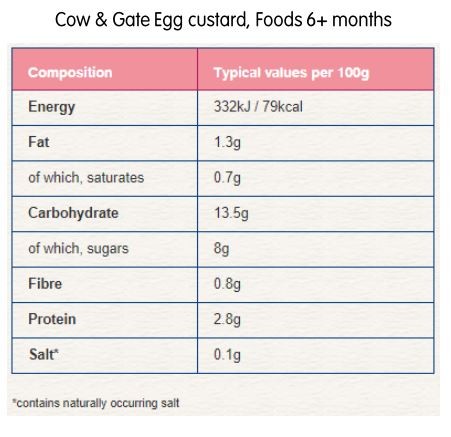 Cow & Gate Egg custard, Foods 6+ months
Composition Typical values per 100g
Energy 332kJ / 79kcal
Fat 1.3g
of which, saturates 0.7g
Carbohydrate 13.5g
of which, sugars 8g
Fibre 0.8g
Protein 2.8g
Salt* 0.1g
*contains naturally occurring salt